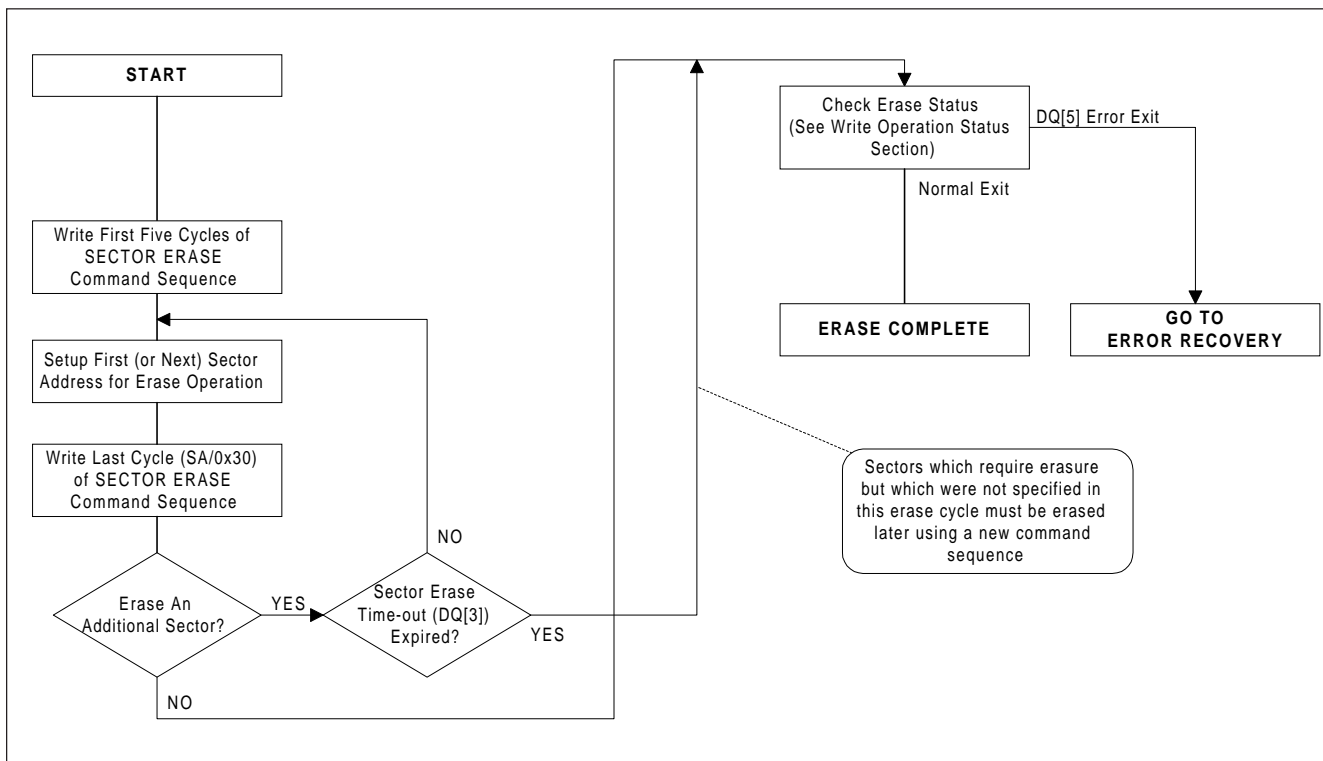 START
Write First Five Cycles of
SECTOR ERASE
Command Sequence
Setup First (or Next) Sector
Address for Erase Operation
Write Last Cycle (SA/0x30)
of SECTOR ERASE
Command Sequence
Erase An
Additional Sector?
YES
NO
Sector Erase
Time-out (DQ[3])
Expired?
NO
YES
Check Erase Status
(See Write Operation Status
Section)
DQ[5] Error Exit
Normal Exit
ERASE COMPLETE
GO TO
ERROR RECOVERY
Sectors which require erasure
but which were not specified in
this erase cycle must be erased
later using a new command
sequence